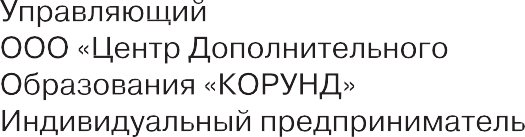 Управляющий
ООО «Центр Дополнительного
Образования «КОРУНД»
Индивидуальный предприниматель